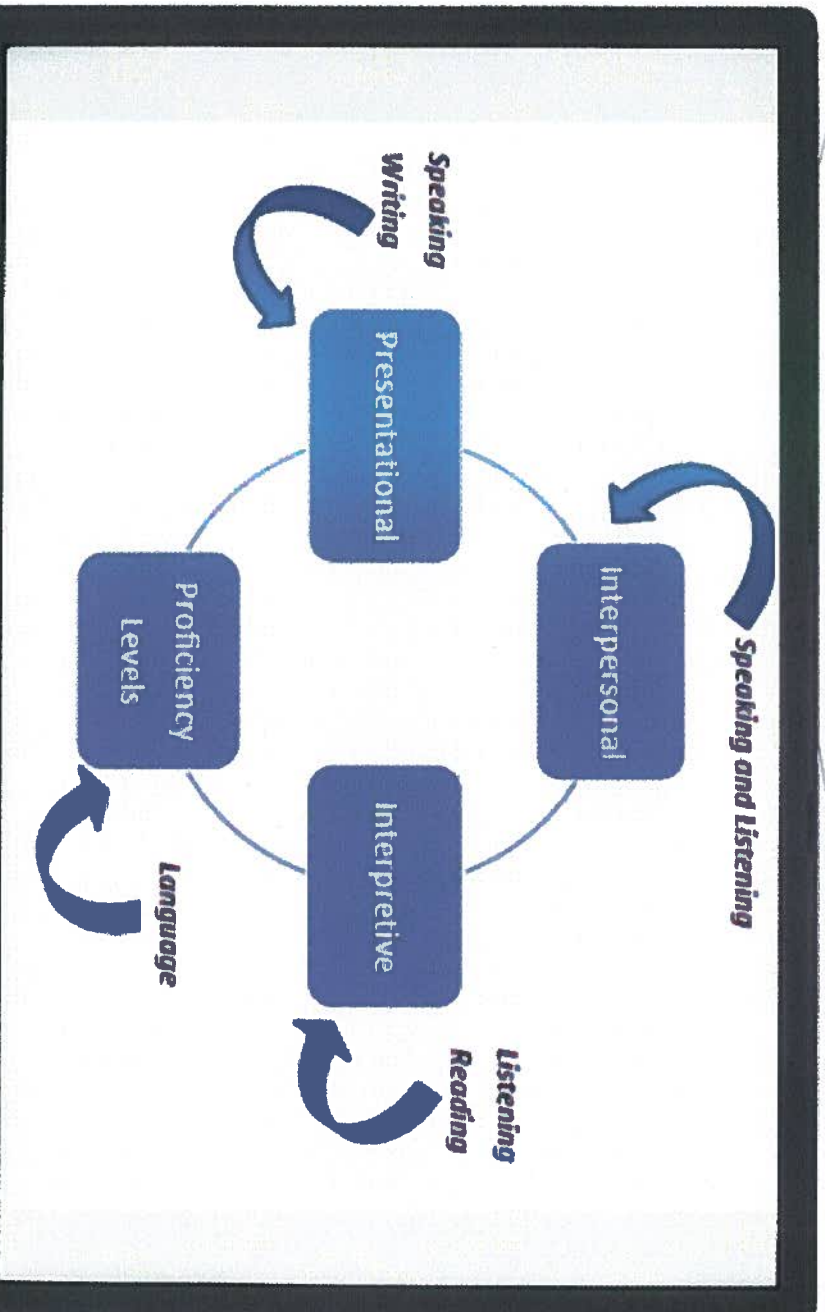 Speaking and Listening
Interpersonal
Speaking
Writing
Presentational
Listening
Reading
Interpretive
Proficiency
Levels
Language